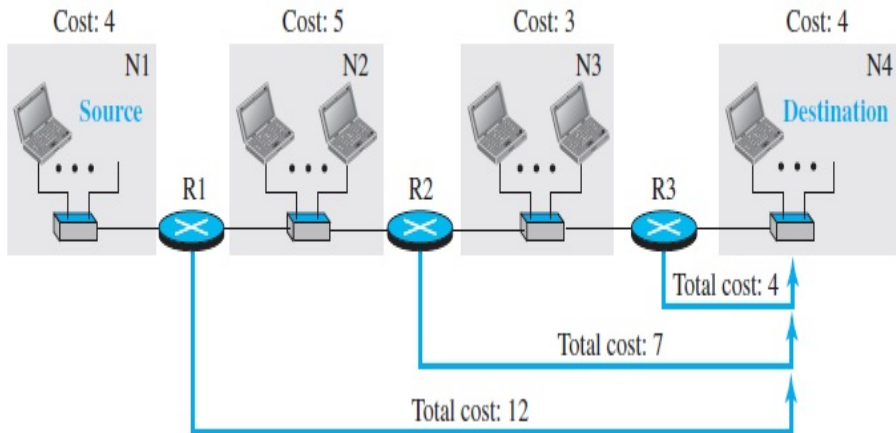 Cost: 4 Cost: 5 Cost: 3 Cost: 4
N1 N2 N3 N4
Source Destination
R1 R2 R3
Total cost: 4
Total cost: 7
Total cost: 12